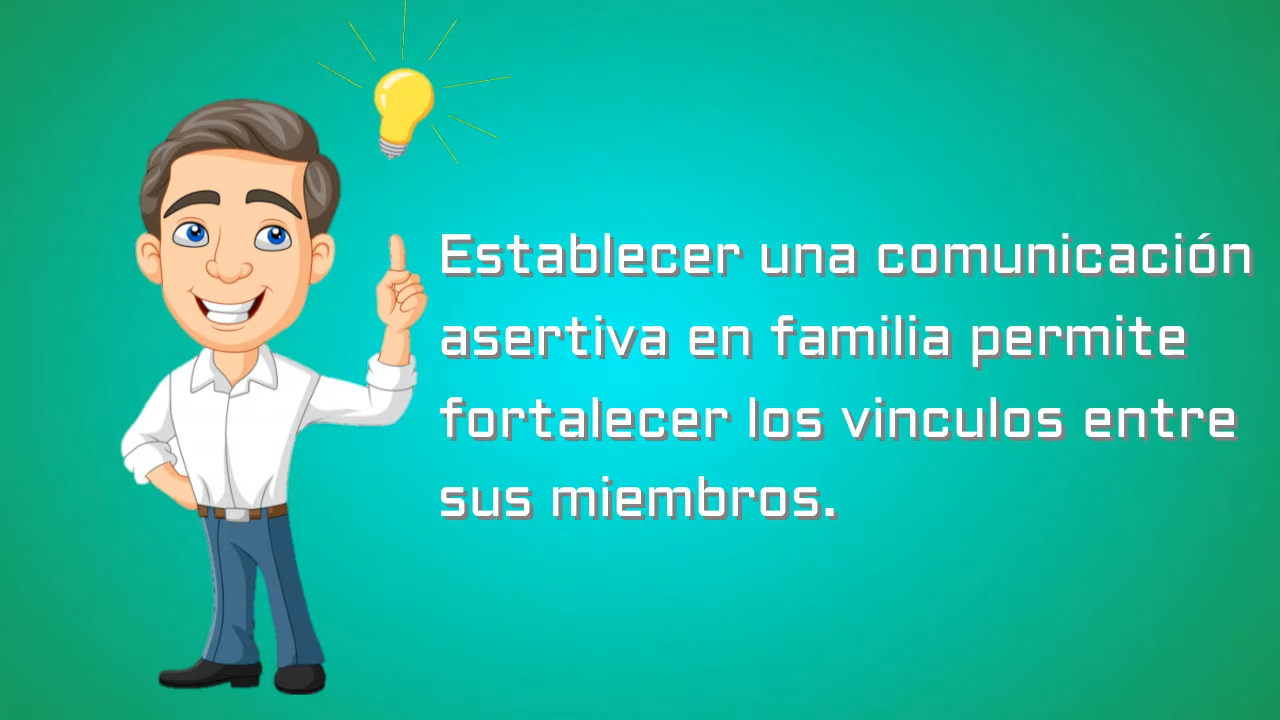 Establecer una comunicación
asertiva en familia permite
fortalecer los vinculos entre
sus miembros.